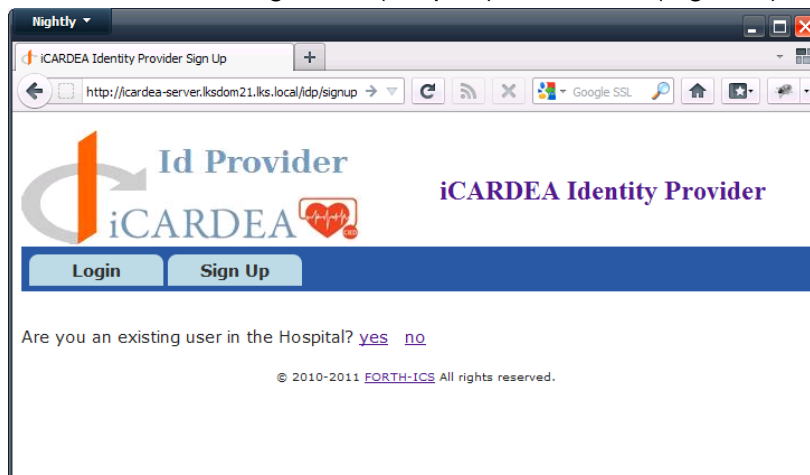 Nightly
iCARDEA Identity Provider Sign Up
http://icardea-server.lksdom21.lks.local/idp/signup
Google SSL
Id Provider
iCARDEA
CIED
iCARDEA Identity Provider
Login Sign Up
Are you an existing user in the Hospital? yes no
© 2010-2011 FORTH-ICS All rights reserved.